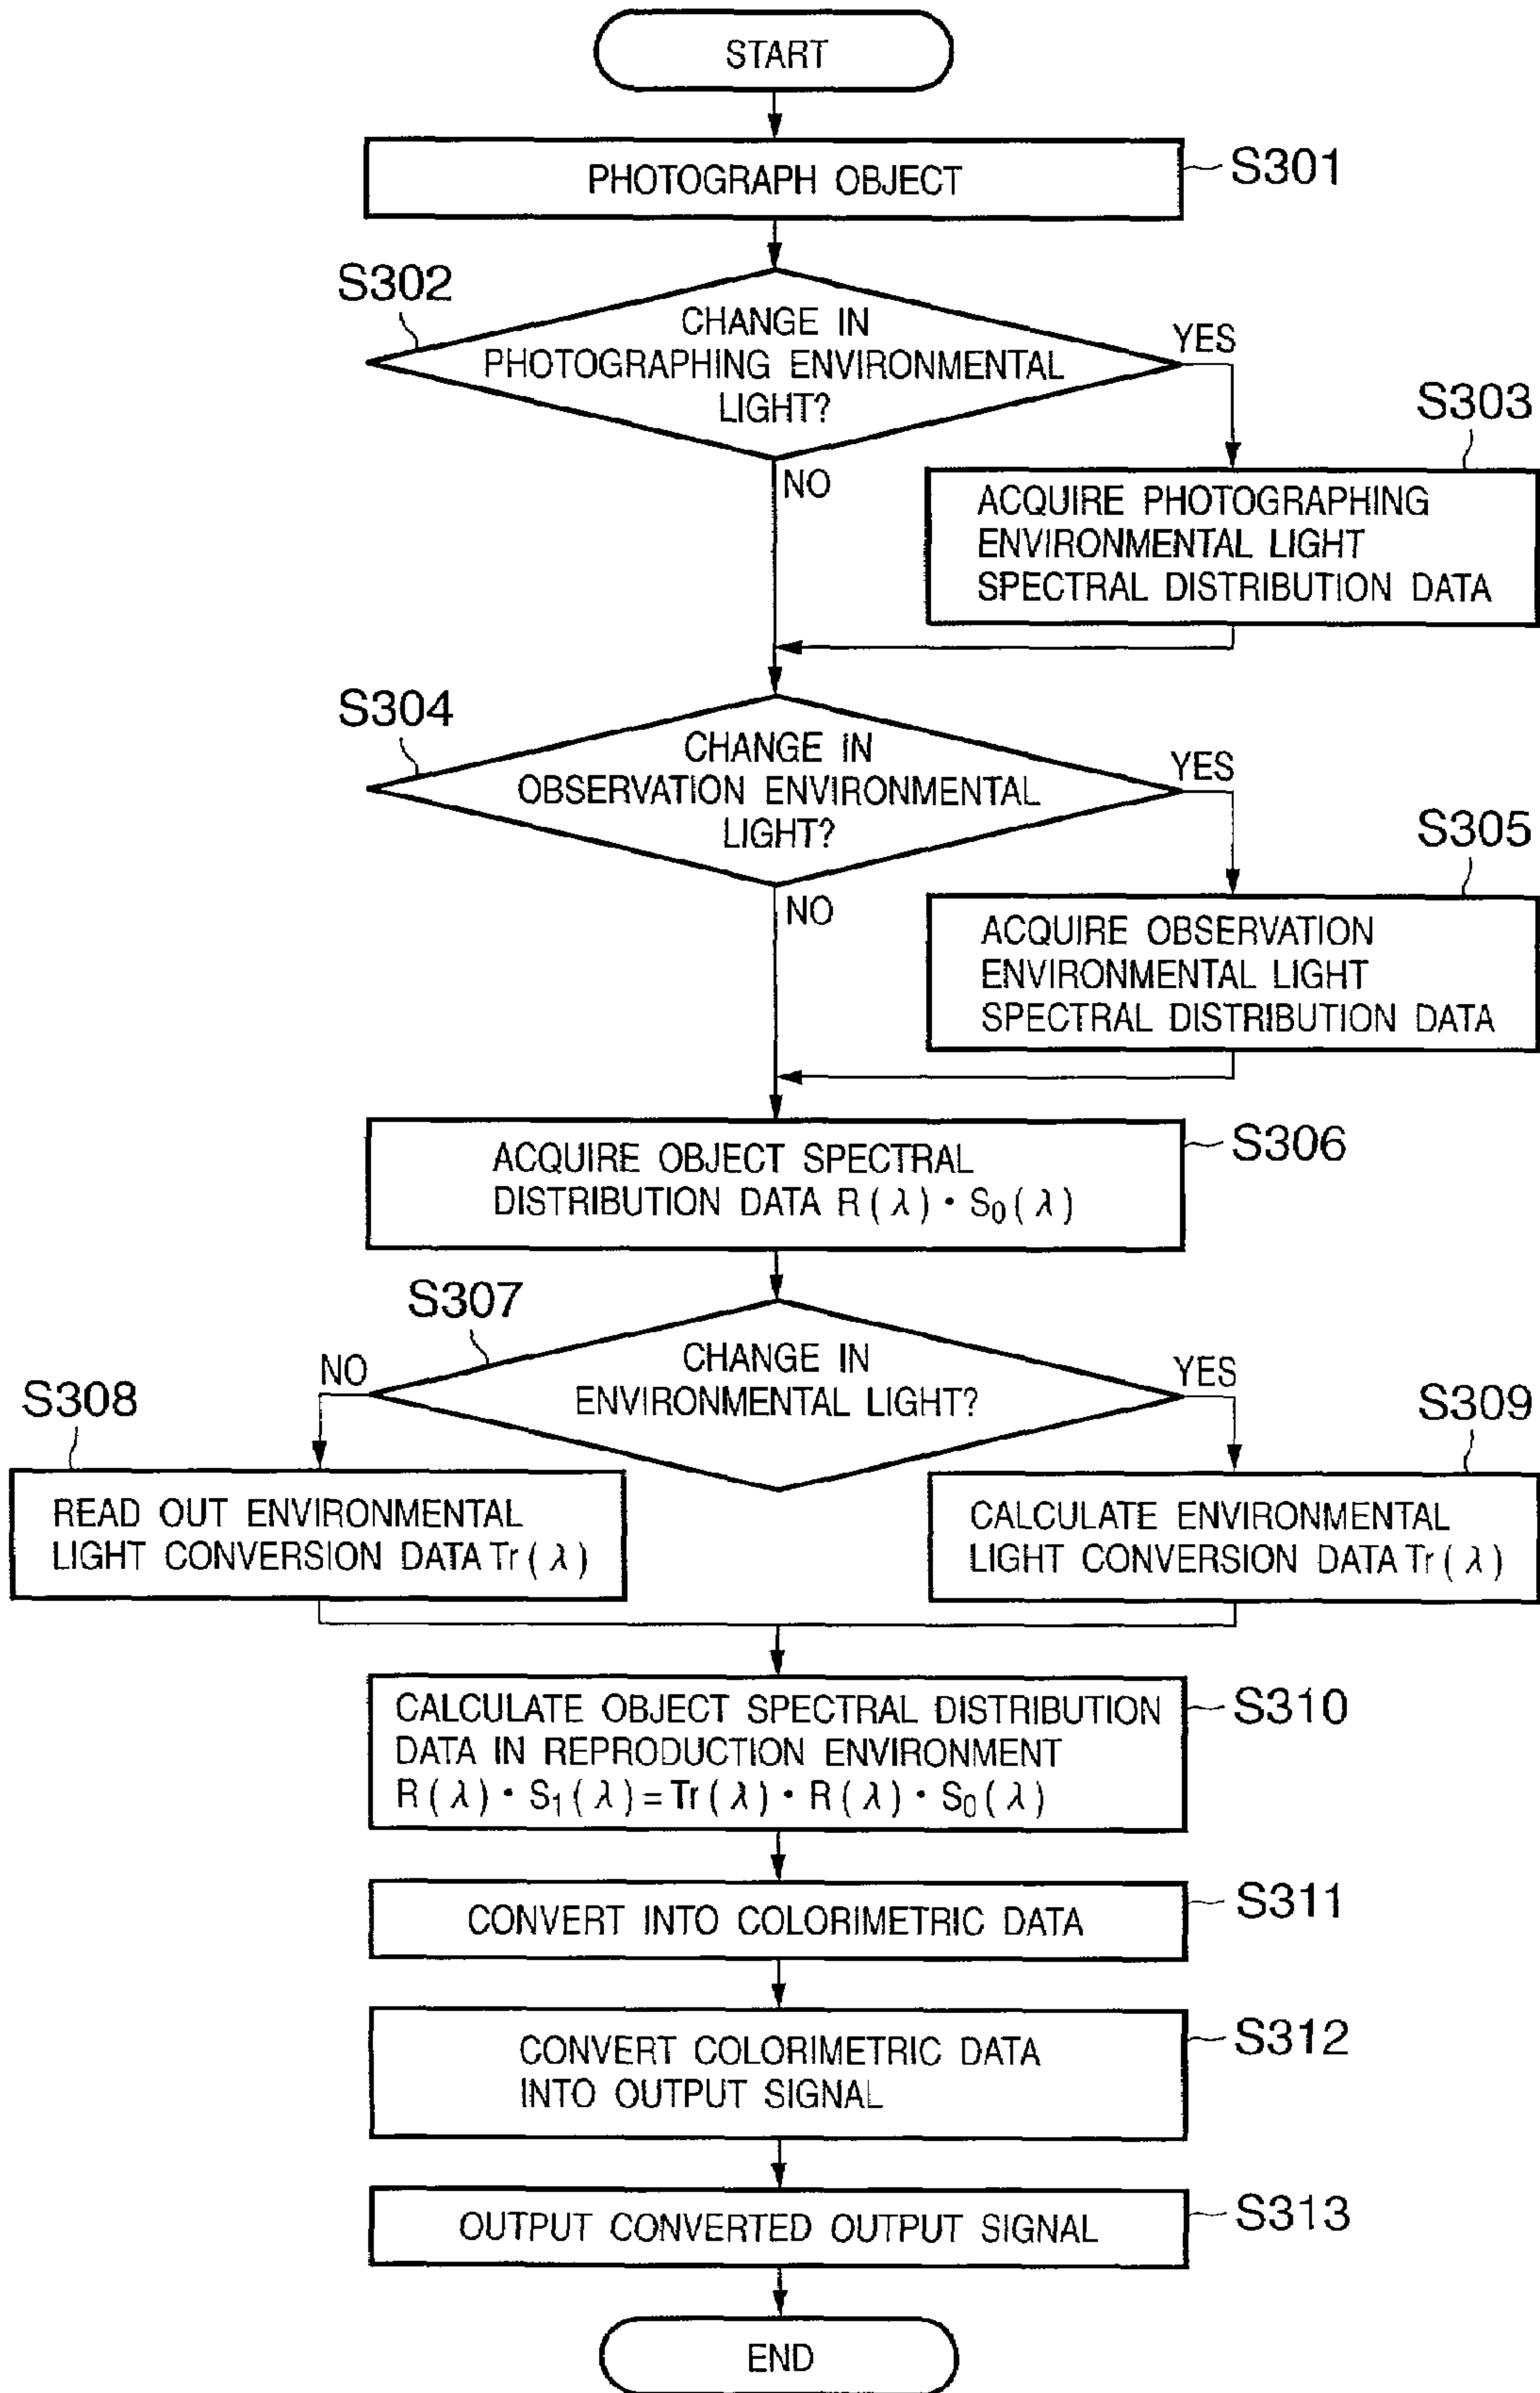 START
PHOTOGRAPH OBJECT
S301
S302
CHANGE IN
PHOTOGRAPHING ENVIRONMENTAL
LIGHT?
YES
NO
S303
ACQUIRE PHOTOGRAPHING
ENVIRONMENTAL LIGHT
SPECTRAL DISTRIBUTION DATA
S304
CHANGE IN
OBSERVATION ENVIRONMENTAL
LIGHT?
YES
NO
S305
ACQUIRE OBSERVATION
ENVIRONMENTAL LIGHT
SPECTRAL DISTRIBUTION DATA
ACQUIRE OBJECT SPECTRAL
DISTRIBUTION DATA R(λ)・S₀(λ)
S306
S307
CHANGE IN
ENVIRONMENTAL LIGHT?
NO
YES
S308
READ OUT ENVIRONMENTAL
LIGHT CONVERSION DATA Tr(λ)
S309
CALCULATE ENVIRONMENTAL
LIGHT CONVERSION DATA Tr(λ)
CALCULATE OBJECT SPECTRAL DISTRIBUTION
DATA IN REPRODUCTION ENVIRONMENT
R(λ)・S₁(λ)=Tr(λ)・R(λ)・S₀(λ)
S310
CONVERT INTO COLORIMETRIC DATA
S311
CONVERT COLORIMETRIC DATA
INTO OUTPUT SIGNAL
S312
OUTPUT CONVERTED OUTPUT SIGNAL
S313
END